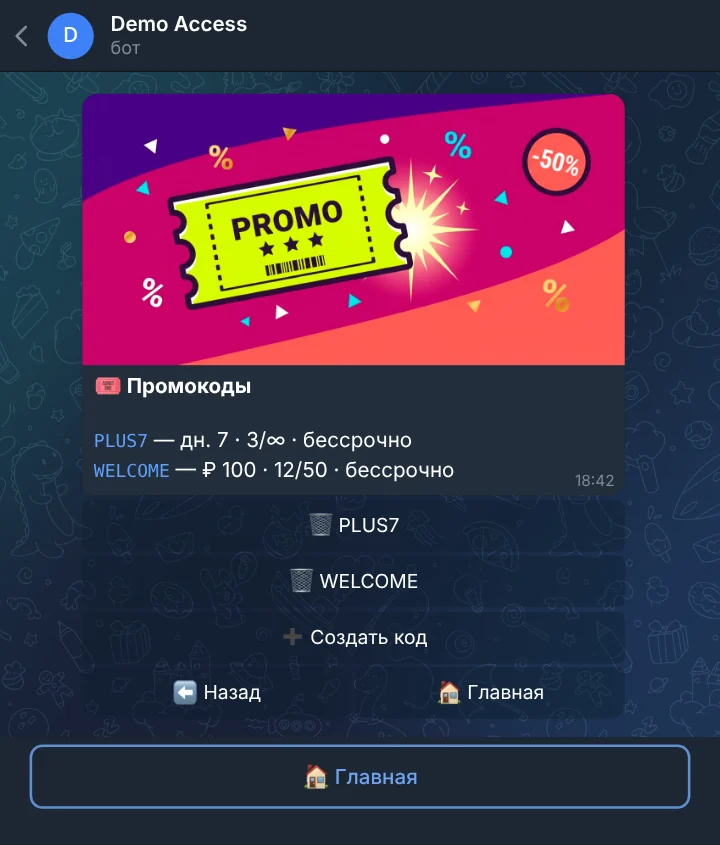 D
Demo Access
бот
-50%
PROMO
🎟️ Промокоды
PLUS7 — дн. 7 · 3/∞ · бессрочно
WELCOME — ₽ 100 · 12/50 · бессрочно
18:42
🗑️ PLUS7
🗑️ WELCOME
➕ Создать код
⬅️ Назад
🏠 Главная
🏠 Главная